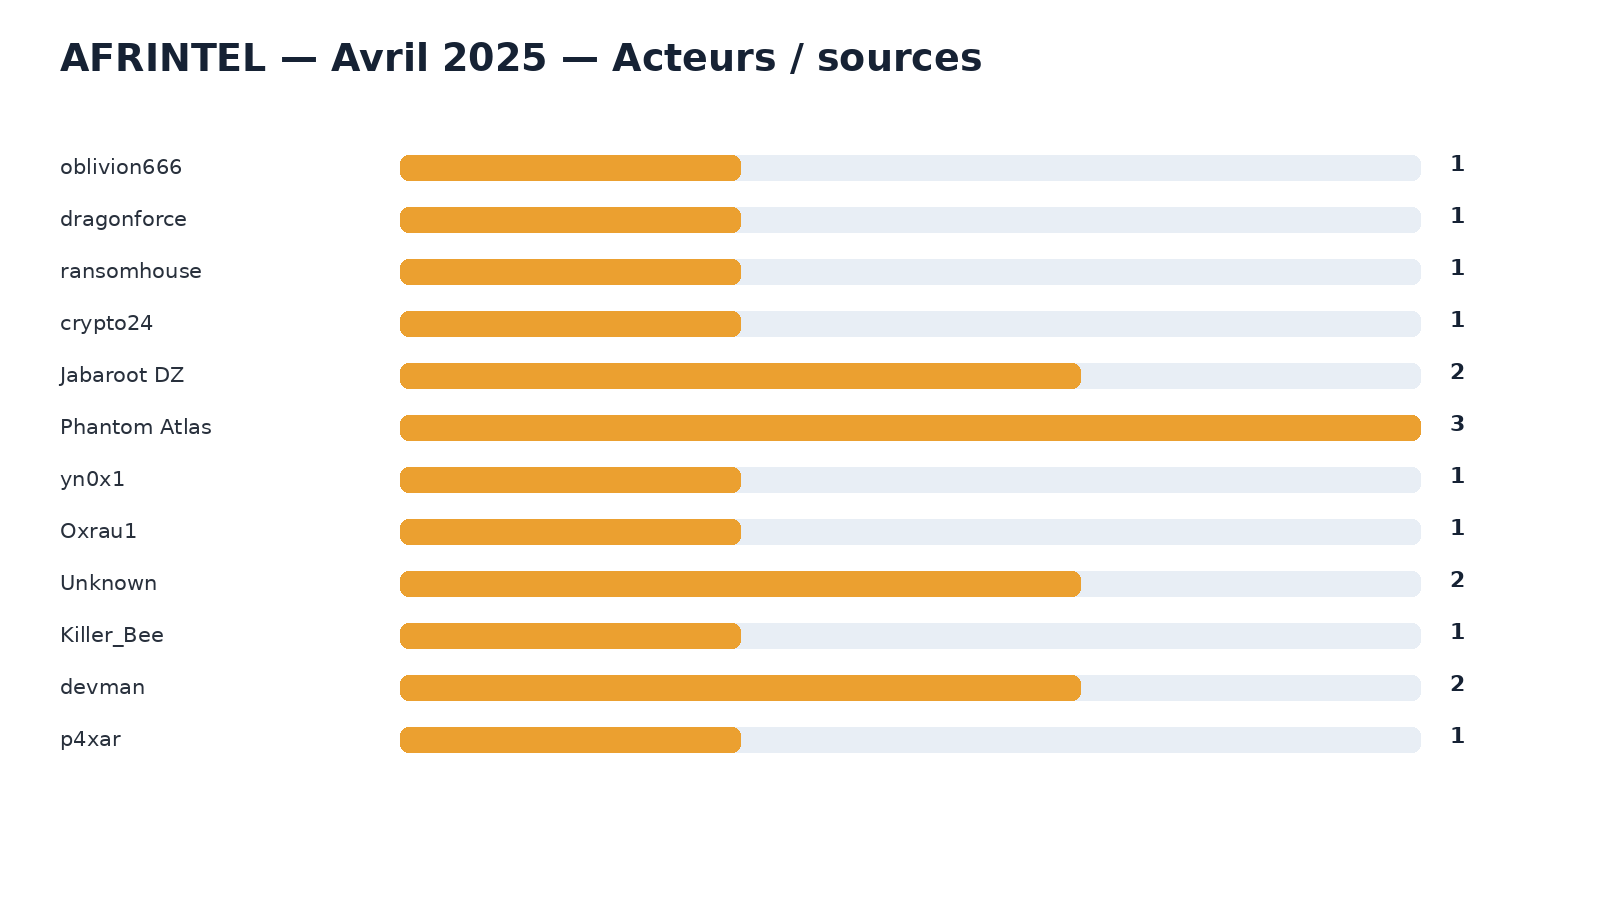 AFRINTEL — Avril 2025 — Acteurs / sources
oblivion666 1
dragonforce 1
ransomhouse 1
crypto24 1
Jabaroot DZ 2
Phantom Atlas 3
yn0x1 1
Oxrau1 1
Unknown 2
Killer_Bee 1
devman 2
p4xar 1